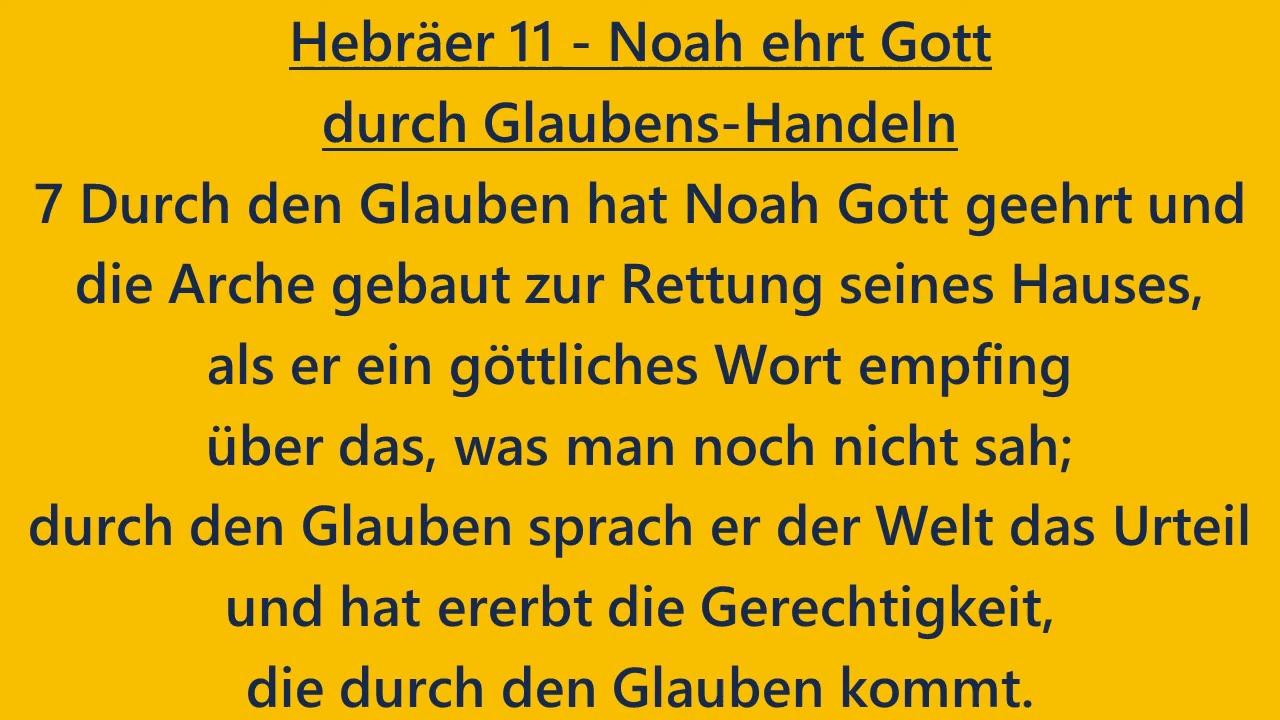 Hebräer 11 - Noah ehrt Gott
durch Glaubens-Handeln
7 Durch den Glauben hat Noah Gott geehrt und
die Arche gebaut zur Rettung seines Hauses,
als er ein göttliches Wort empfing
über das, was man noch nicht sah;
durch den Glauben sprach er der Welt das Urteil
und hat ererbt die Gerechtigkeit,
die durch den Glauben kommt.